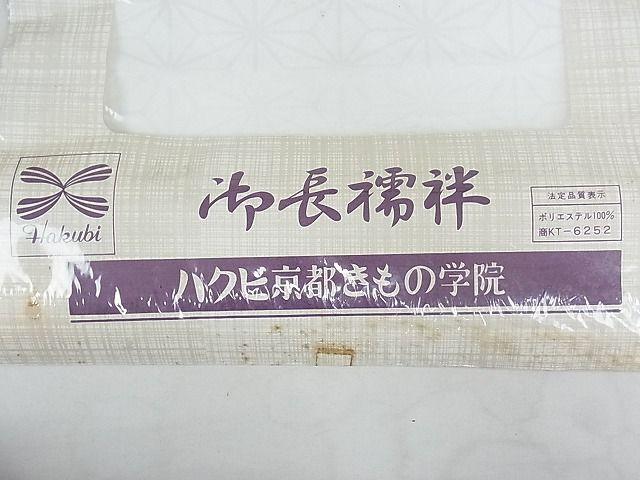 Hakubi
御長襦袢
法定品質表示
ポリエステル100%
商KT-6252
ハクビ京都きもの学院